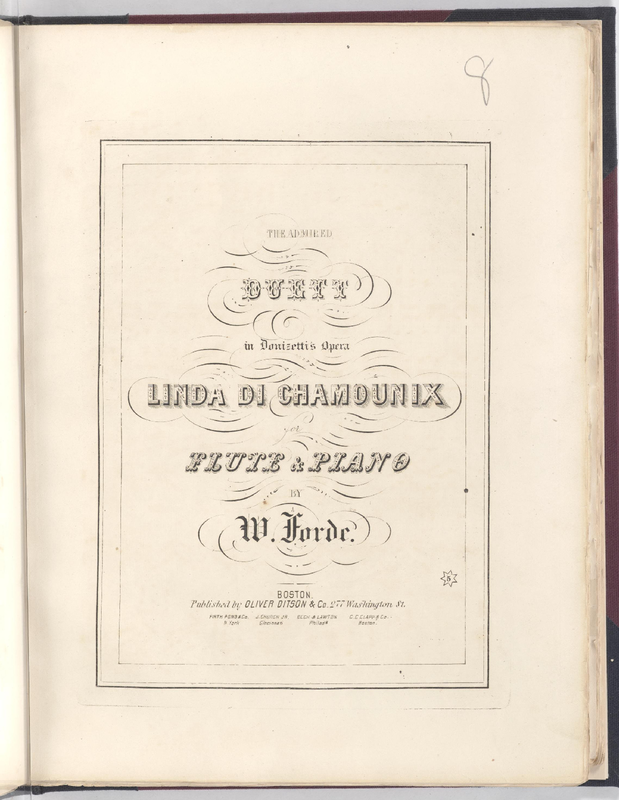 8
THE ADMIRED
DUETT
in Donizetti's Opera
LINDA DI CHAMOUNIX
for
FLUTE & PIANO
BY
W. Forde.
5
BOSTON.
Published by OLIVER DITSON & Co. 277 Washington St.
FIRTH POND & Co. J. CHURCH JR. BECK & LAWTON. C. C. CLAPP & Co.
N. York Cincinnati Philadª Boston.